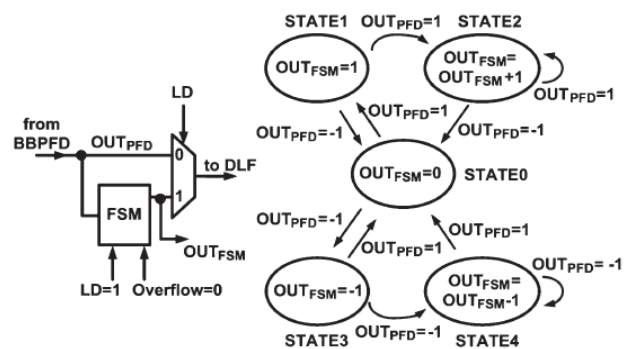 STATE1
OUTPFD=1
STATE2
OUTFSM=1
OUTFSM=
OUTFSM+1
OUTPFD=1
LD
from
BBPFD
OUTPFD
0
to DLF
1
FSM
OUTFSM
LD=1
Overflow=0
OUTPFD=-1
OUTPFD=1
OUTPFD=-1
OUTFSM=0
STATE0
OUTPFD=-1
OUTPFD=1
OUTPFD=1
OUTFSM=-1
OUTFSM=
OUTFSM-1
OUTPFD= -1
STATE3
OUTPFD=-1
STATE4